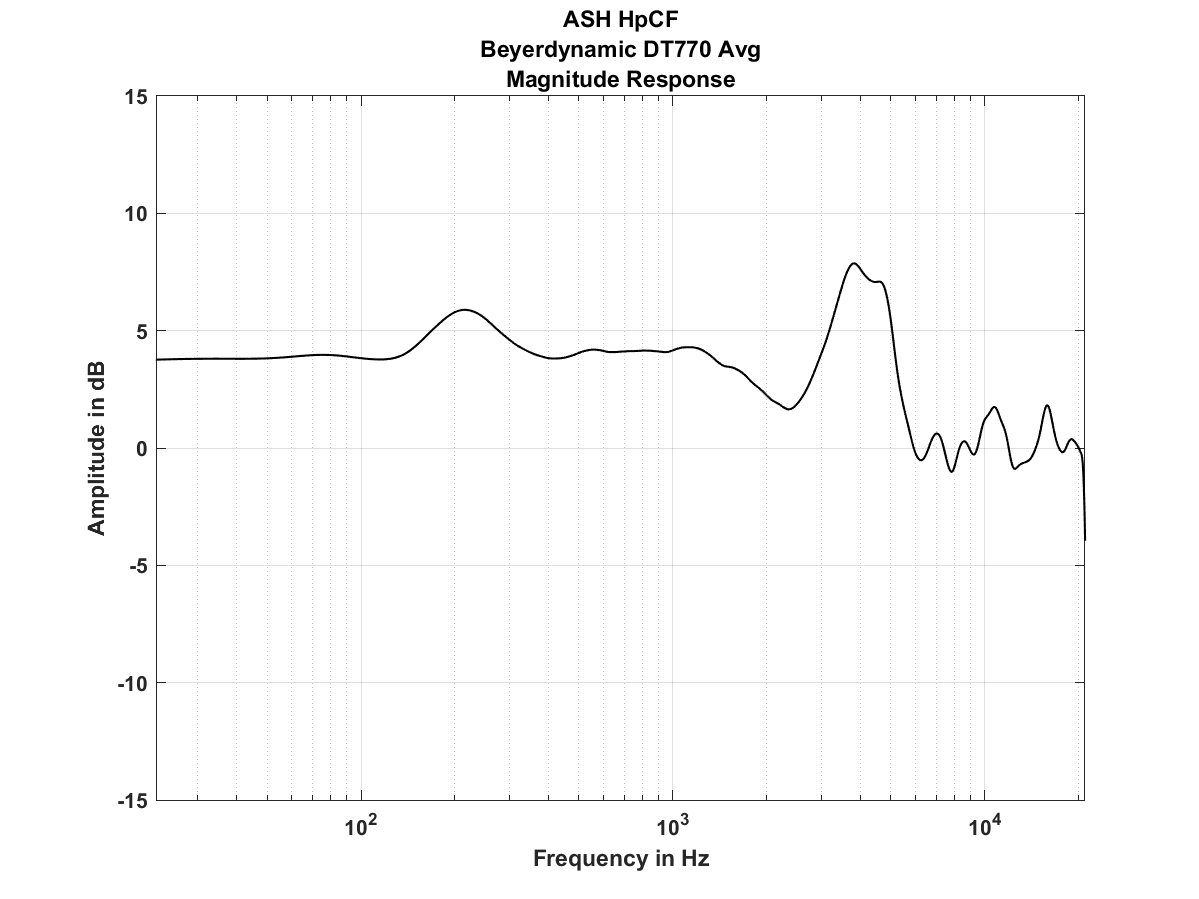 ASH HpCF
Beyerdynamic DT770 Avg
Magnitude Response
15
10
5
0
-5
-10
-15
Amplitude in dB
10²
10³
10⁴
Frequency in Hz